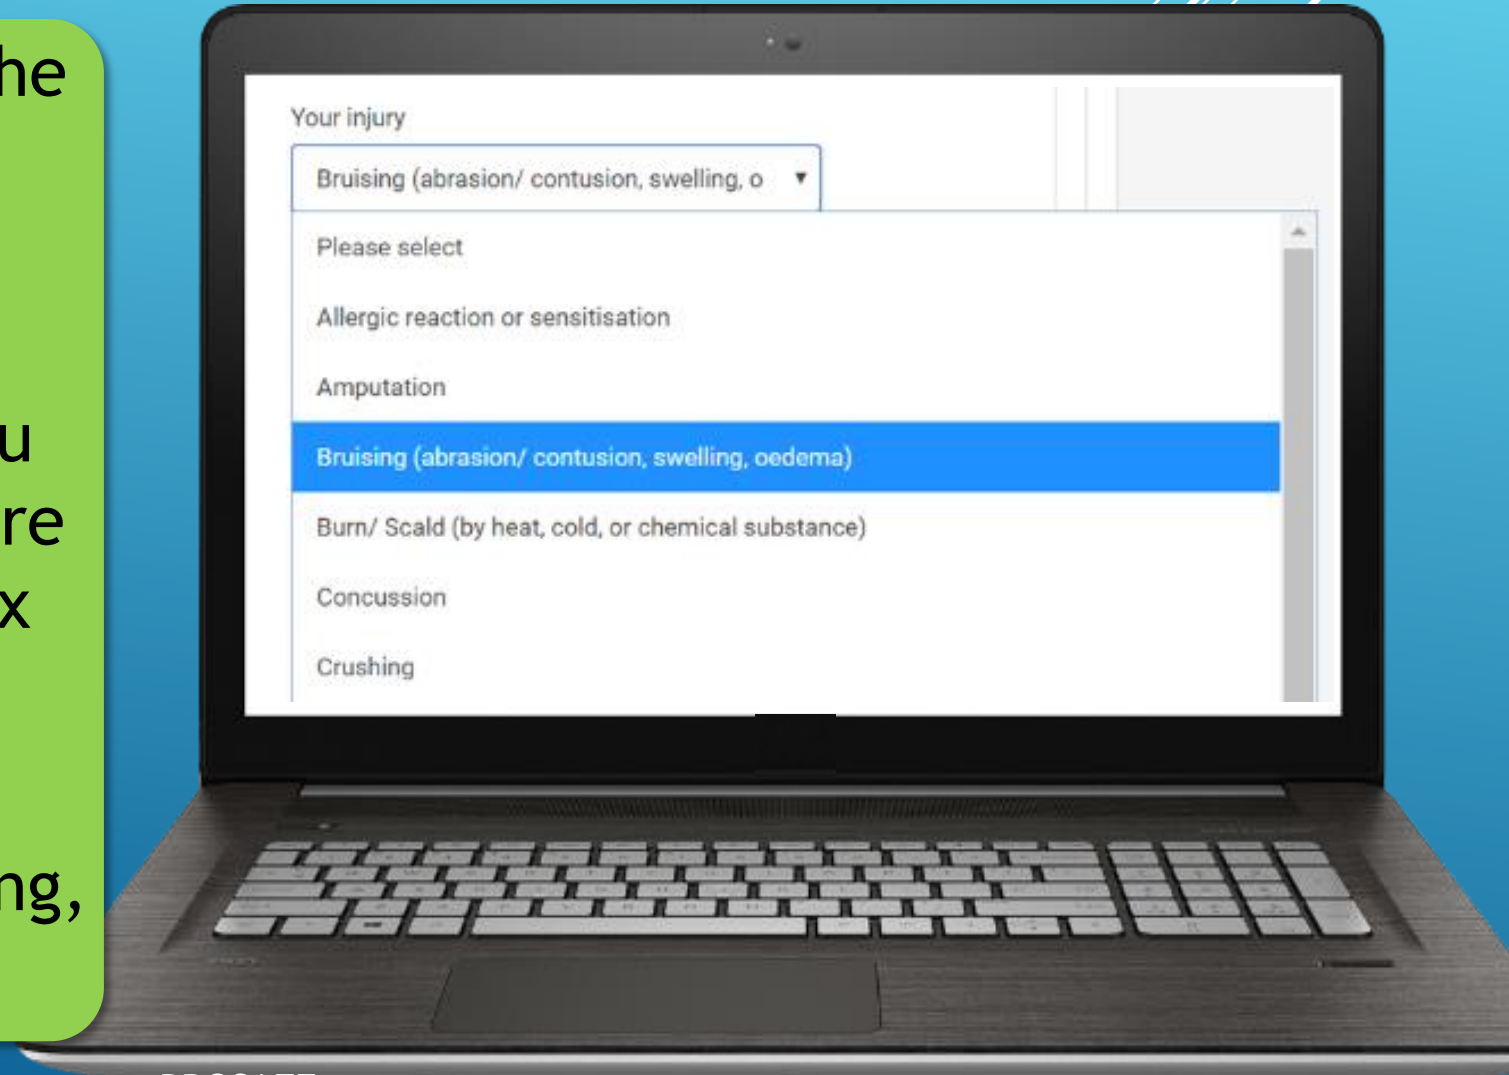 he
u
re
x
ng,
Your injury
Bruising (abrasion/ contusion, swelling, o
Please select
Allergic reaction or sensitisation
Amputation
Bruising (abrasion/ contusion, swelling, oedema)
Burn/ Scald (by heat, cold, or chemical substance)
Concussion
Crushing